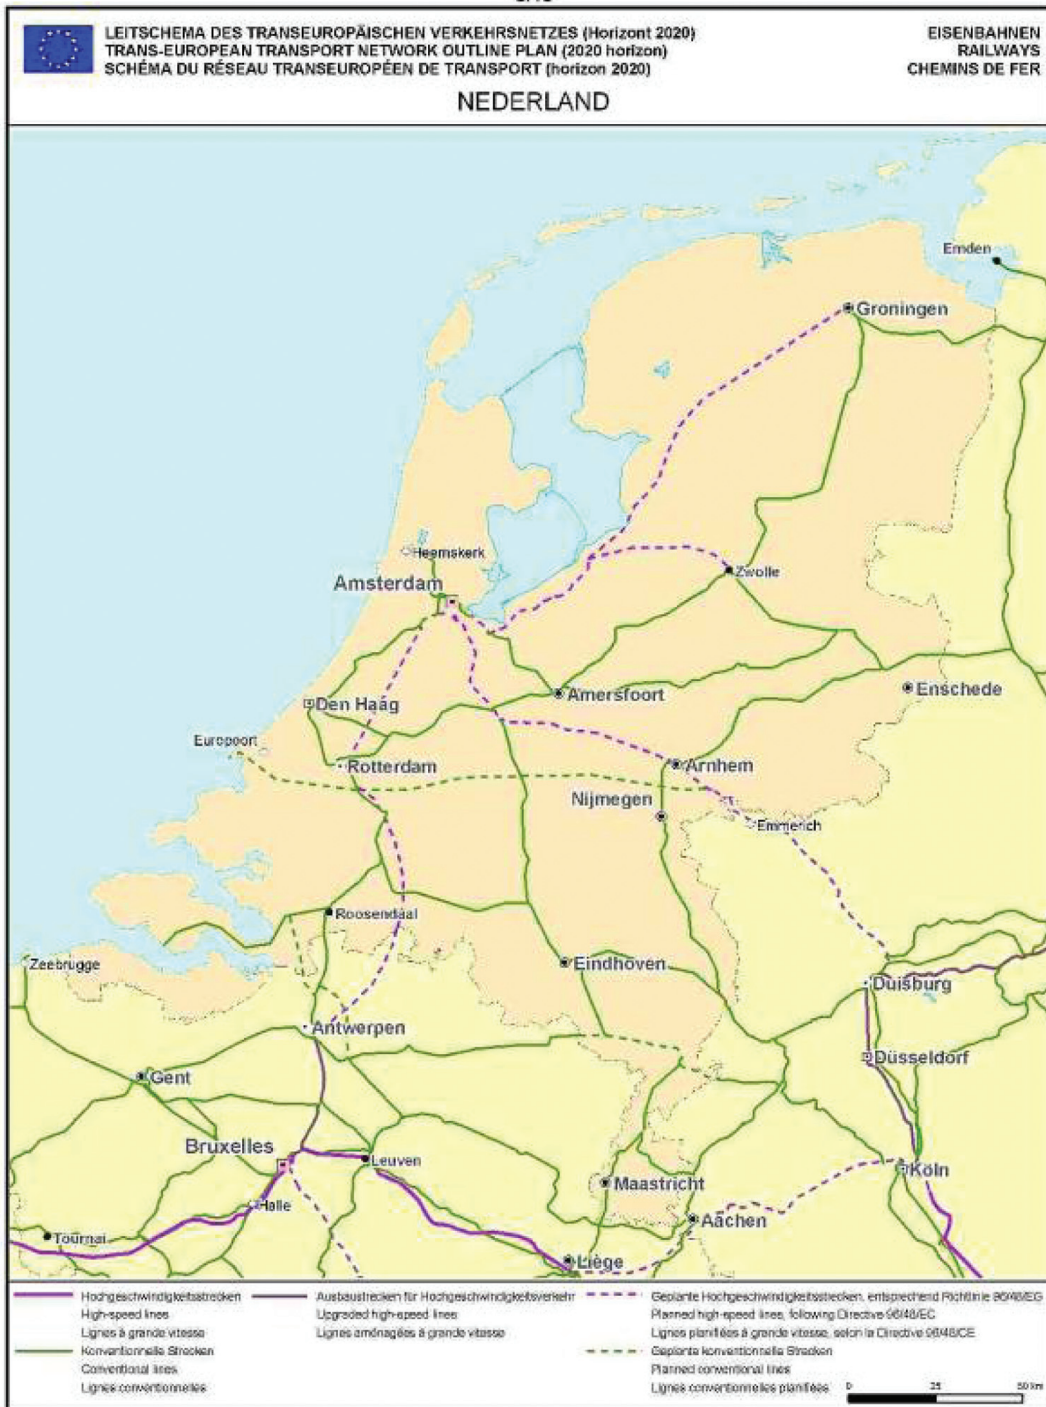 LEITSCHEMA DES TRANSEUROPÄISCHEN VERKEHRSNETZES (Horizont 2020)
TRANS-EUROPEAN TRANSPORT NETWORK OUTLINE PLAN (2020 horizon)
SCHÉMA DU RÉSEAU TRANSEUROPÉEN DE TRANSPORT (horizon 2020)
EISENBAHNEN
RAILWAYS
CHEMINS DE FER
NEDERLAND
Emden
Groningen
Heemskerk
Amsterdam
Zwolle
Den Haag
Amersfoort
Enschede
Europoort
Rotterdam
Arnhem
Nijmegen
Emmerich
Roosendaal
Zeebrugge
Eindhoven
Duisburg
Antwerpen
Düsseldorf
Gent
Bruxelles
Leuven
Köln
Maastricht
Halle
Aachen
Tournai
Liège
Hochgeschwindigkeitsstrecken
High-speed lines
Lignes à grande vitesse
Konventionelle Strecken
Conventional lines
Lignes conventionnelles
Ausbaustrecken für Hochgeschwindigkeitsverkehr
Upgraded high-speed lines
Lignes aménagées à grande vitesse
Geplante Hochgeschwindigkeitsstrecken, entsprechend Richtlinie 96/48/EG
Planned high-speed lines, following Directive 96/48/EC
Lignes planifiées à grande vitesse, selon la Directive 96/48/CE
Geplante konventionelle Strecken
Planned conventional lines
Lignes conventionnelles planifiées
0 25 50 km